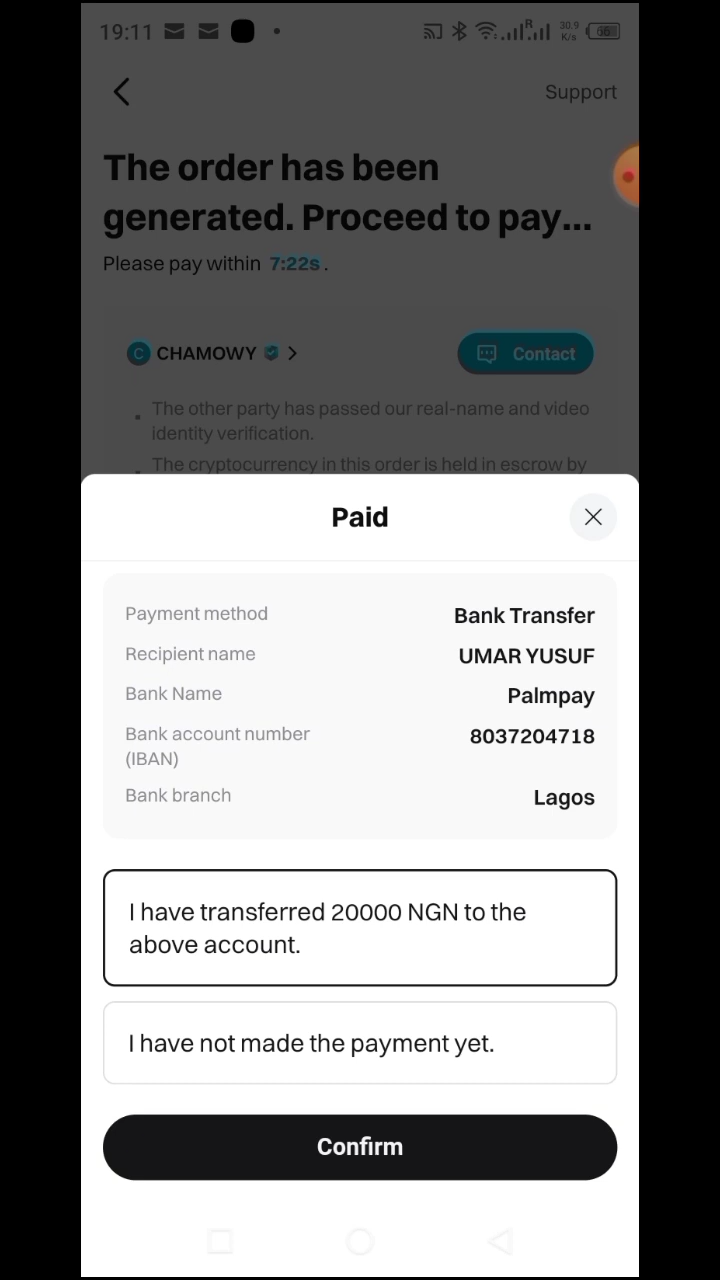 19:11
R
30.9
K/s
16
Support
The order has been
generated. Proceed to pay...
Please pay within 7:22s.
C CHAMOWY
Contact
• The other party has passed our real-name and video
identity verification.
• The cryptocurrency in this order is held in escrow by
Paid
Payment method Bank Transfer
Recipient name UMAR YUSUF
Bank Name Palmpay
Bank account number 8037204718
(IBAN)
Bank branch Lagos
I have transferred 20000 NGN to the
above account.
I have not made the payment yet.
Confirm